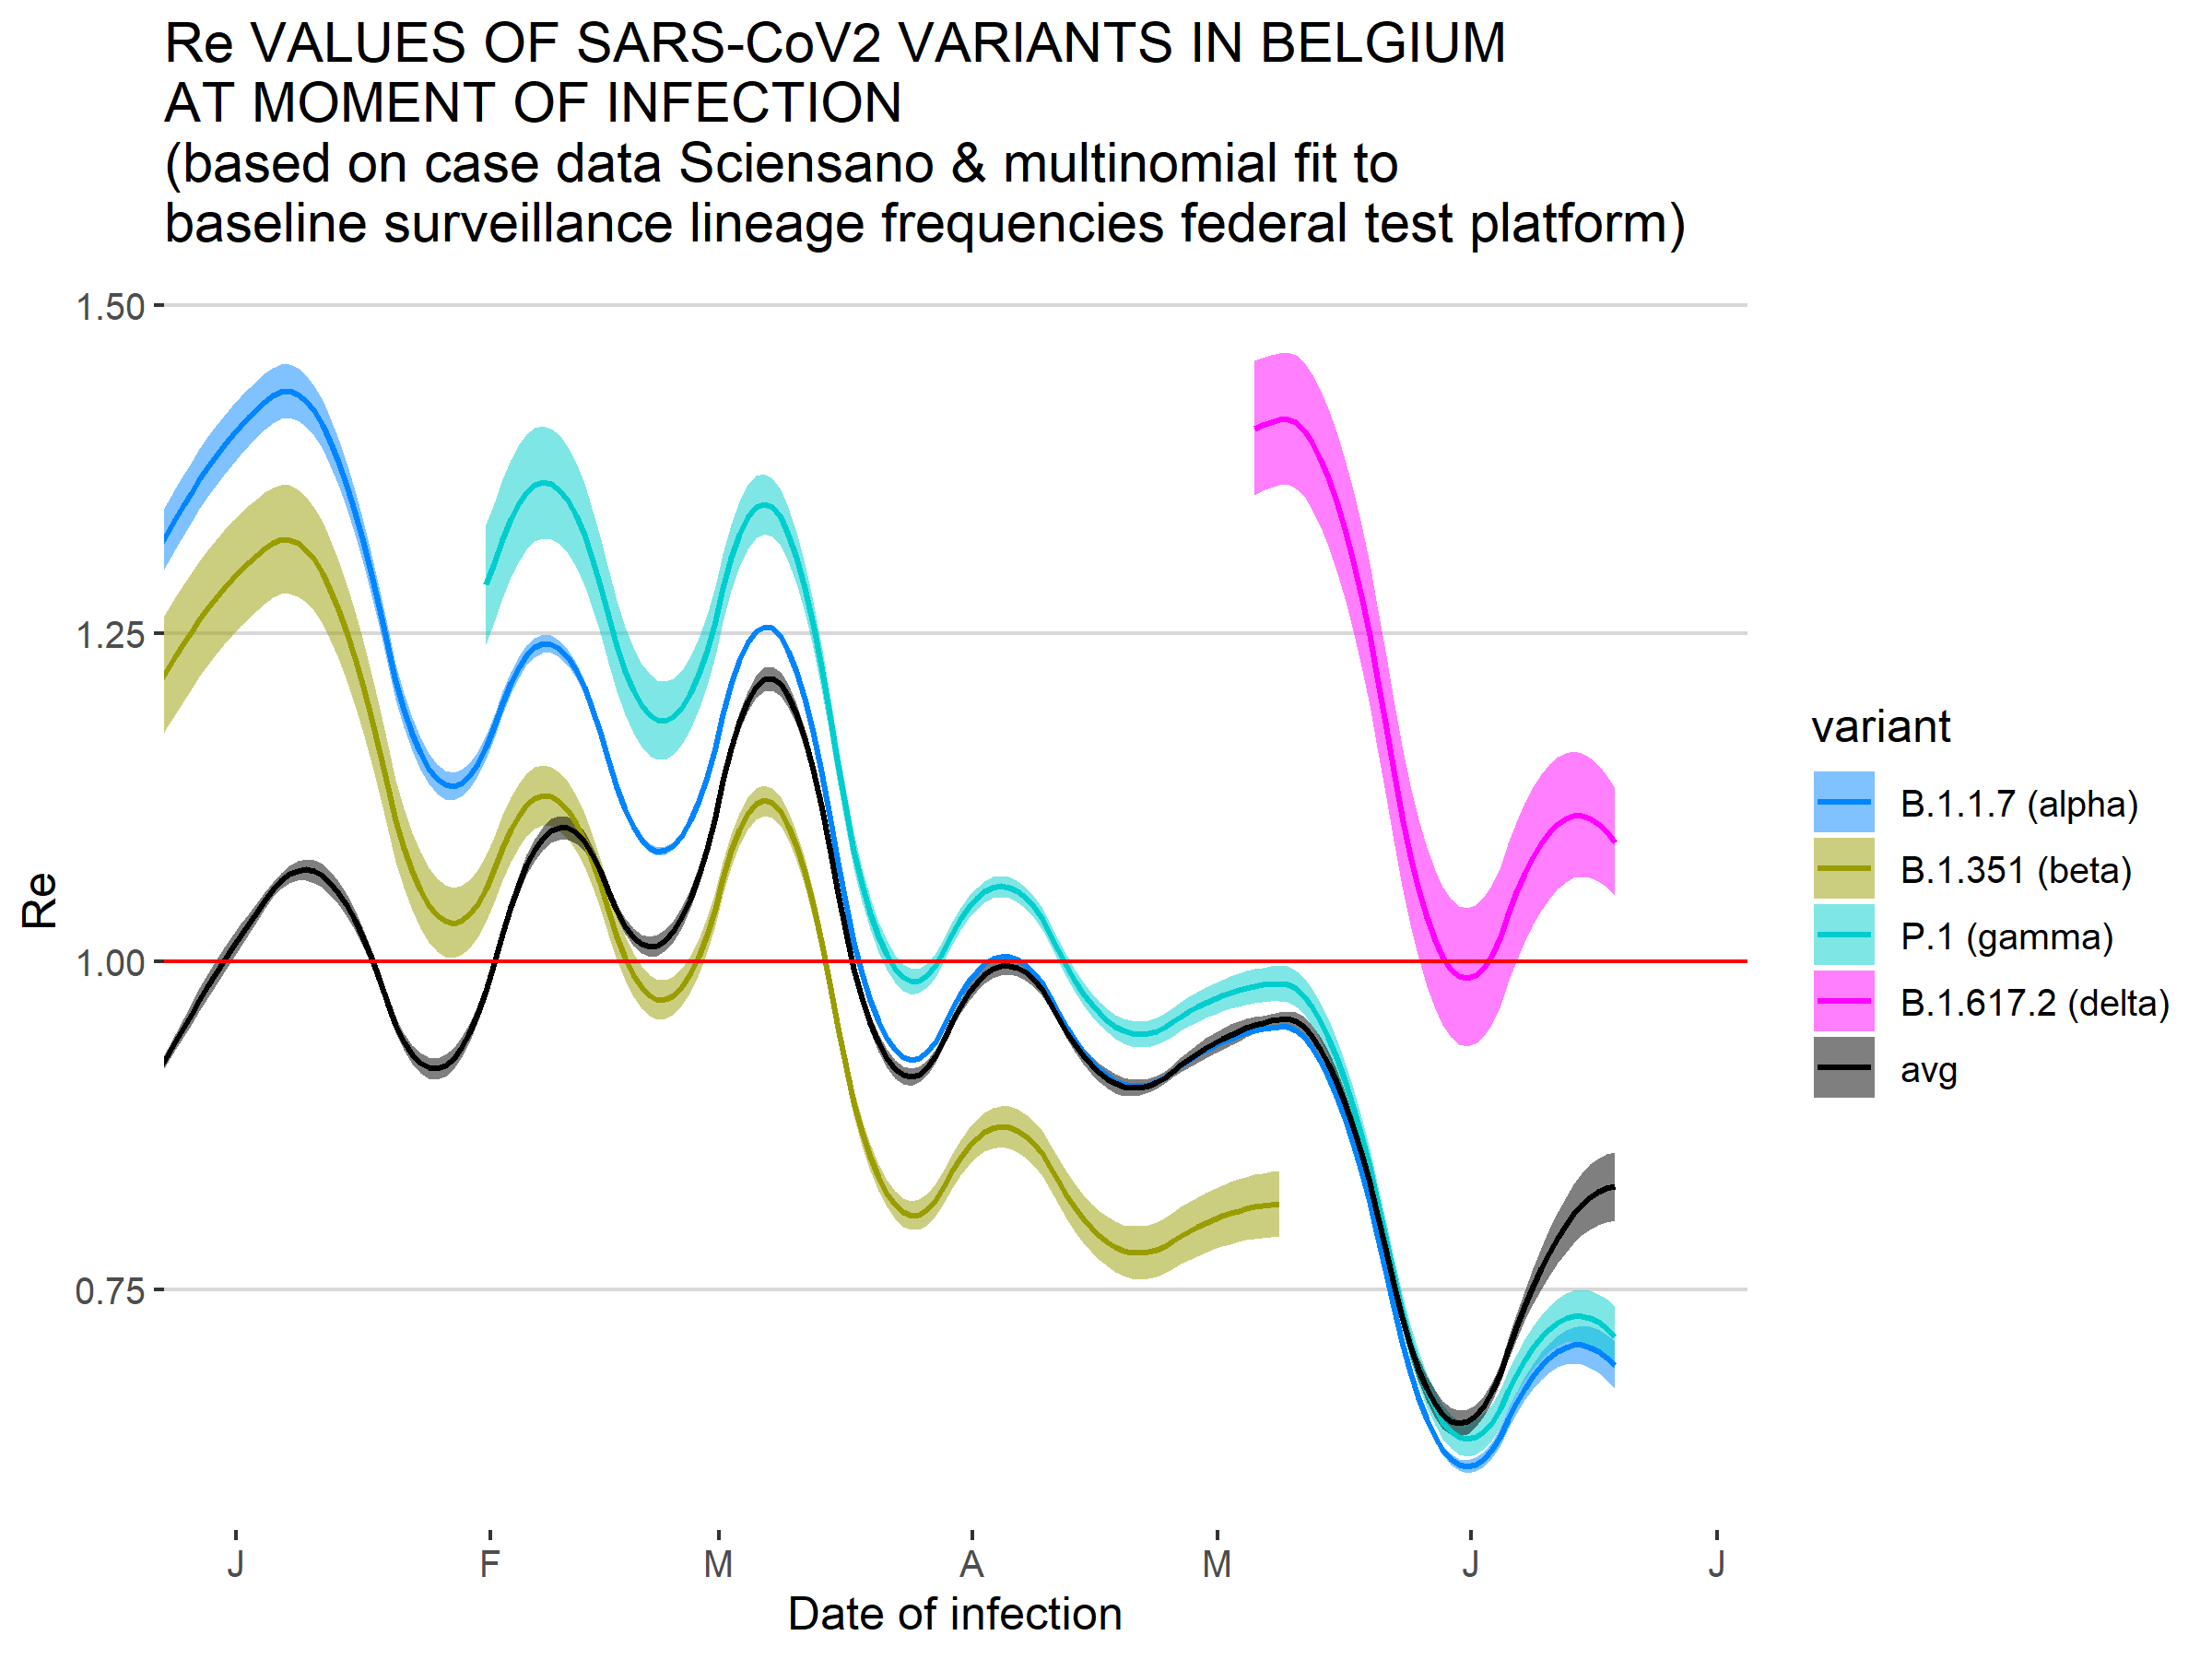 Re VALUES OF SARS-CoV2 VARIANTS IN BELGIUM
AT MOMENT OF INFECTION
(based on case data Sciensano & multinomial fit to
baseline surveillance lineage frequencies federal test platform)
1.50
1.25
1.00
0.75
Re
J F M A M J J
Date of infection
variant
B.1.1.7 (alpha)
B.1.351 (beta)
P.1 (gamma)
B.1.617.2 (delta)
avg